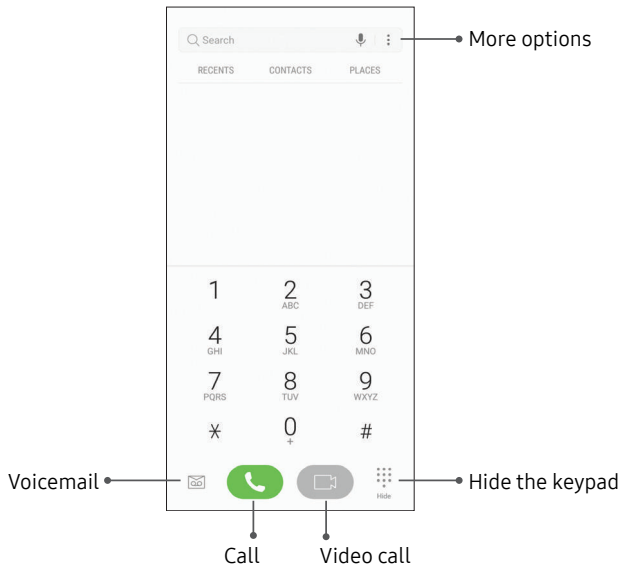 Search
More options
RECENTS CONTACTS PLACES
1 2 3
ABC DEF
4 5 6
GHI JKL MNO
7 8 9
PQRS TUV WXYZ
* 0 #
+
Voicemail
Hide the keypad
Hide
Call Video call